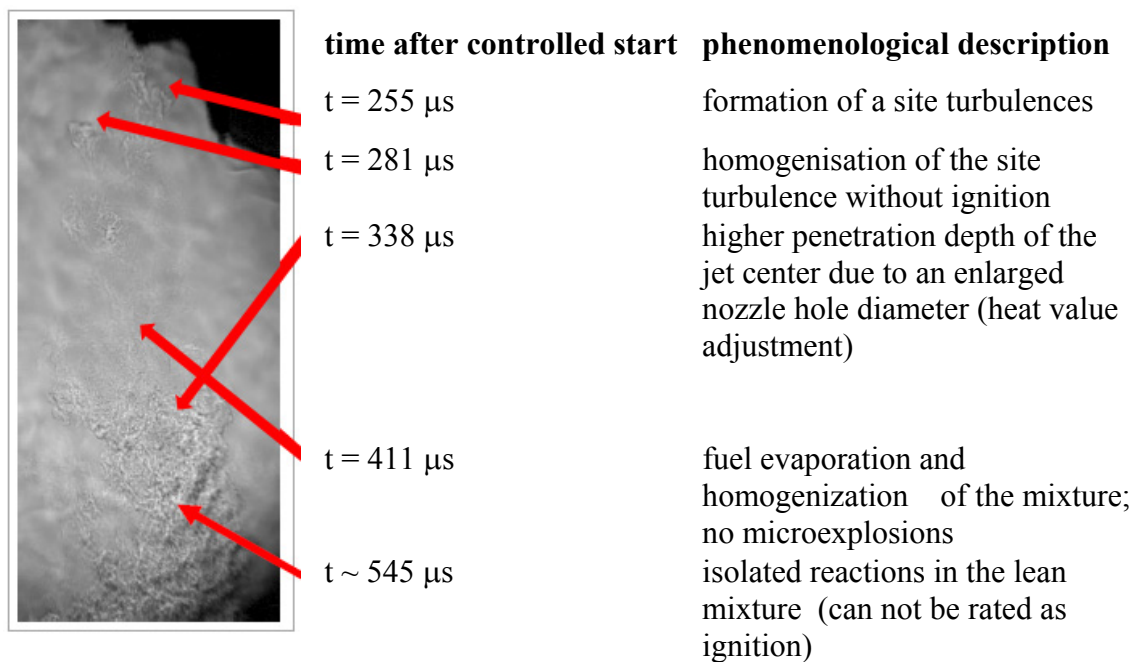 time after controlled start phenomenological description
t = 255 μs formation of a site turbulences
t = 281 μs homogenisation of the site
turbulence without ignition
t = 338 μs higher penetration depth of the
jet center due to an enlarged
nozzle hole diameter (heat value
adjustment)
t = 411 μs fuel evaporation and
homogenization of the mixture;
no microexplosions
t ~ 545 μs isolated reactions in the lean
mixture (can not be rated as
ignition)